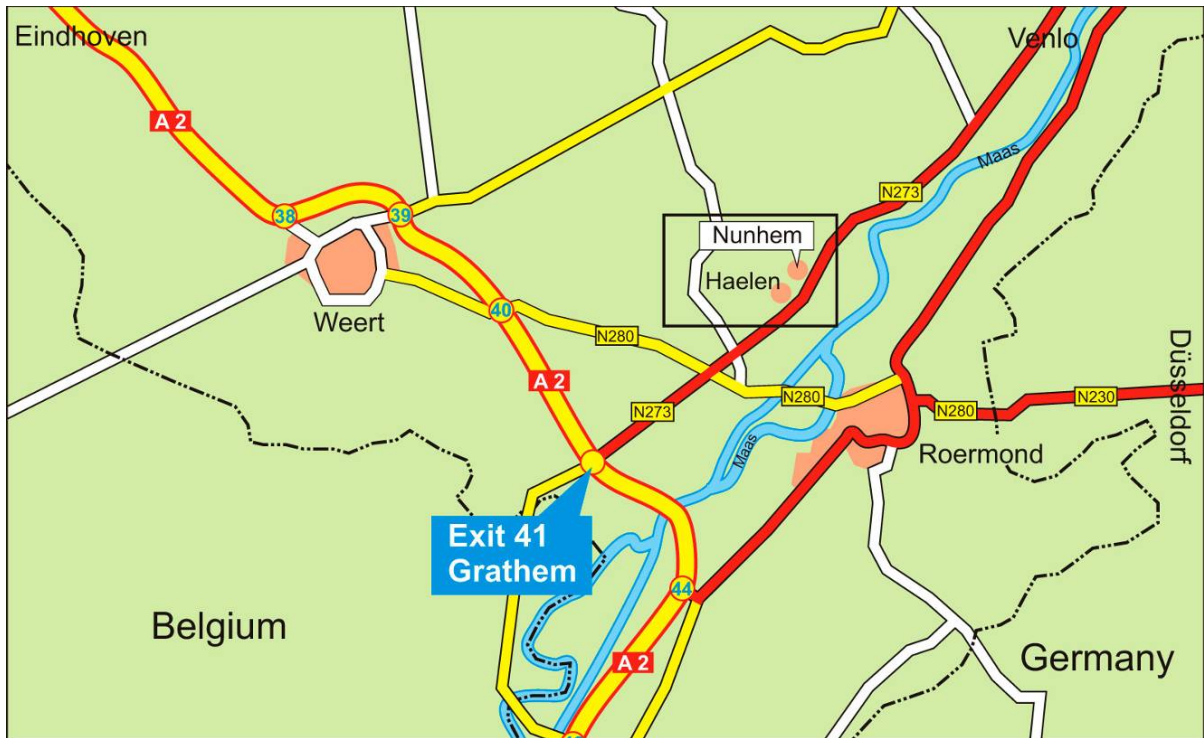 Eindhoven
Venlo
A 2
Maas
N273
38
39
Nunhem
Haelen
40
Weert
N280
Düsseldorf
A 2
N280
N230
N273
N280
Maas
Roermond
Exit 41
Grathem
44
Belgium
A 2
Germany